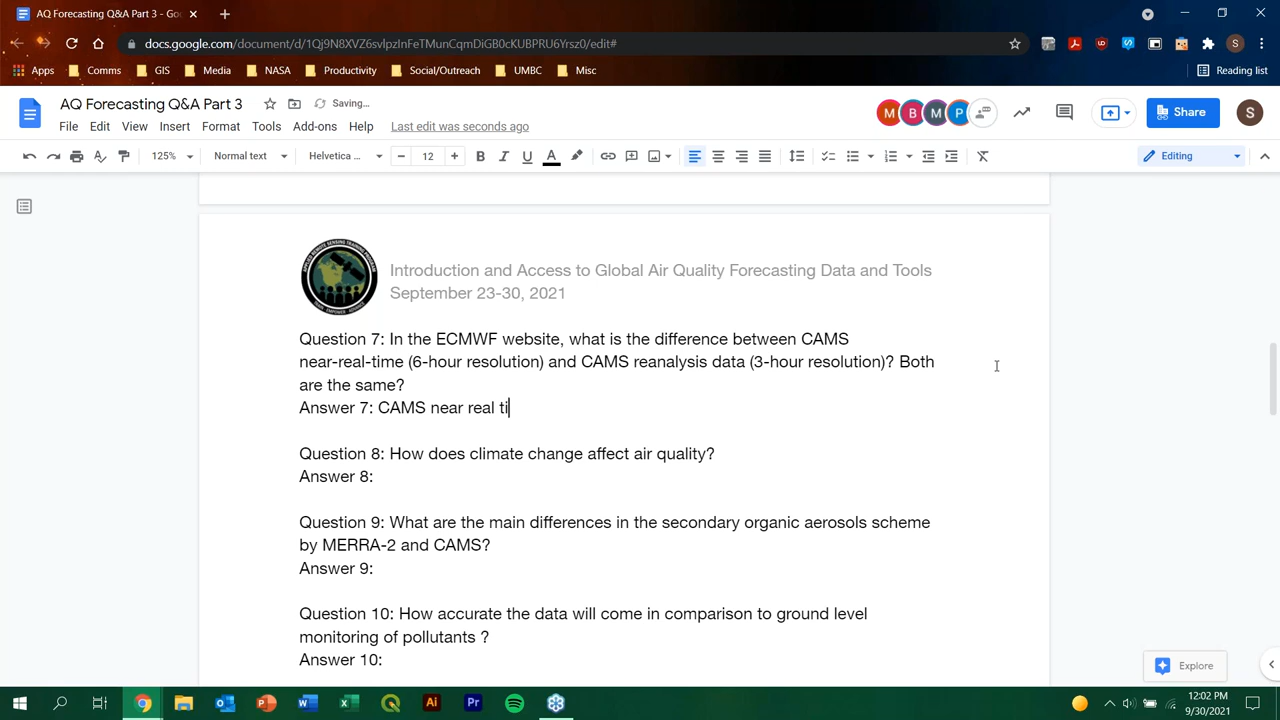 AQ Forecasting Q&A Part 3 - Go
docs.google.com/document/d/1Qj9N8XVZ6svlpzInFeTMunCqmDiGB0cKUBPRU6Yrsz0/edit#
Apps Comms GIS Media NASA Productivity Social/Outreach UMBC Misc Reading list
AQ Forecasting Q&A Part 3 Saving...
File Edit View Insert Format Tools Add-ons Help Last edit was seconds ago
M B M P Share S
125% Normal text Helvetica ... 12 Editing
Introduction and Access to Global Air Quality Forecasting Data and Tools
September 23-30, 2021
Question 7: In the ECMWF website, what is the difference between CAMS
near-real-time (6-hour resolution) and CAMS reanalysis data (3-hour resolution)? Both
are the same?
Answer 7: CAMS near real ti
Question 8: How does climate change affect air quality?
Answer 8:
Question 9: What are the main differences in the secondary organic aerosols scheme
by MERRA-2 and CAMS?
Answer 9:
Question 10: How accurate the data will come in comparison to ground level
monitoring of pollutants ?
Answer 10:
Explore
12:02 PM
9/30/2021